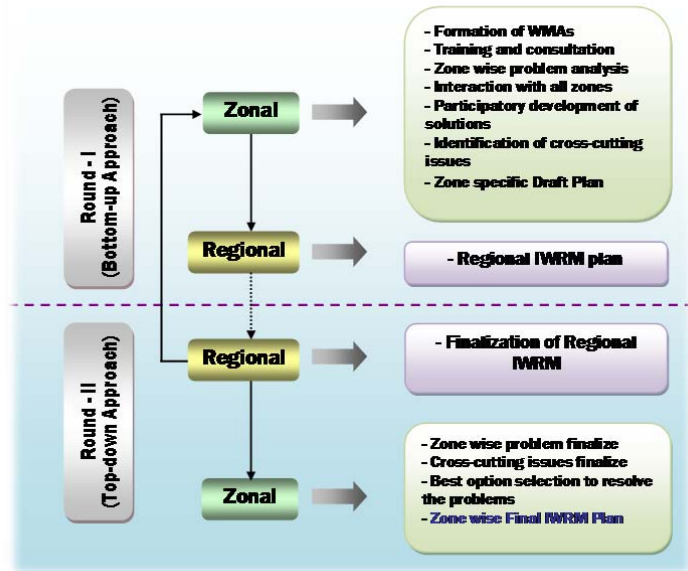 Round - I
(Bottom-up Approach)
Zonal
- Formation of WMAs
- Training and consultation
- Zone wise problem analysis
- Interaction with all zones
- Participatory development of
solutions
- Identification of cross-cutting
issues
- Zone specific Draft Plan
Regional
- Regional IWRM plan
Round - II
(Top-down Approach)
Regional
- Finalization of Regional
IWRM
Zonal
- Zone wise problem finalize
- Cross-cutting issues finalize
- Best option selection to resolve
the problems
- Zone wise Final IWRM Plan